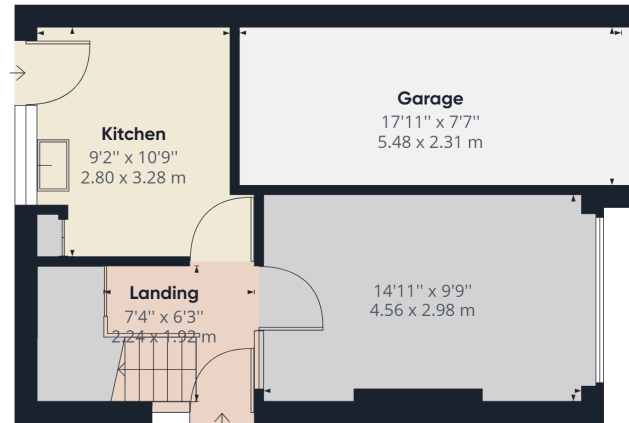 Kitchen
9'2'' x 10'9''
2.80 x 3.28 m
Garage
17'11'' x 7'7''
5.48 x 2.31 m
Landing
7'4'' x 6'3''
2.24 x 1.92 m
14'11'' x 9'9''
4.56 x 2.98 m